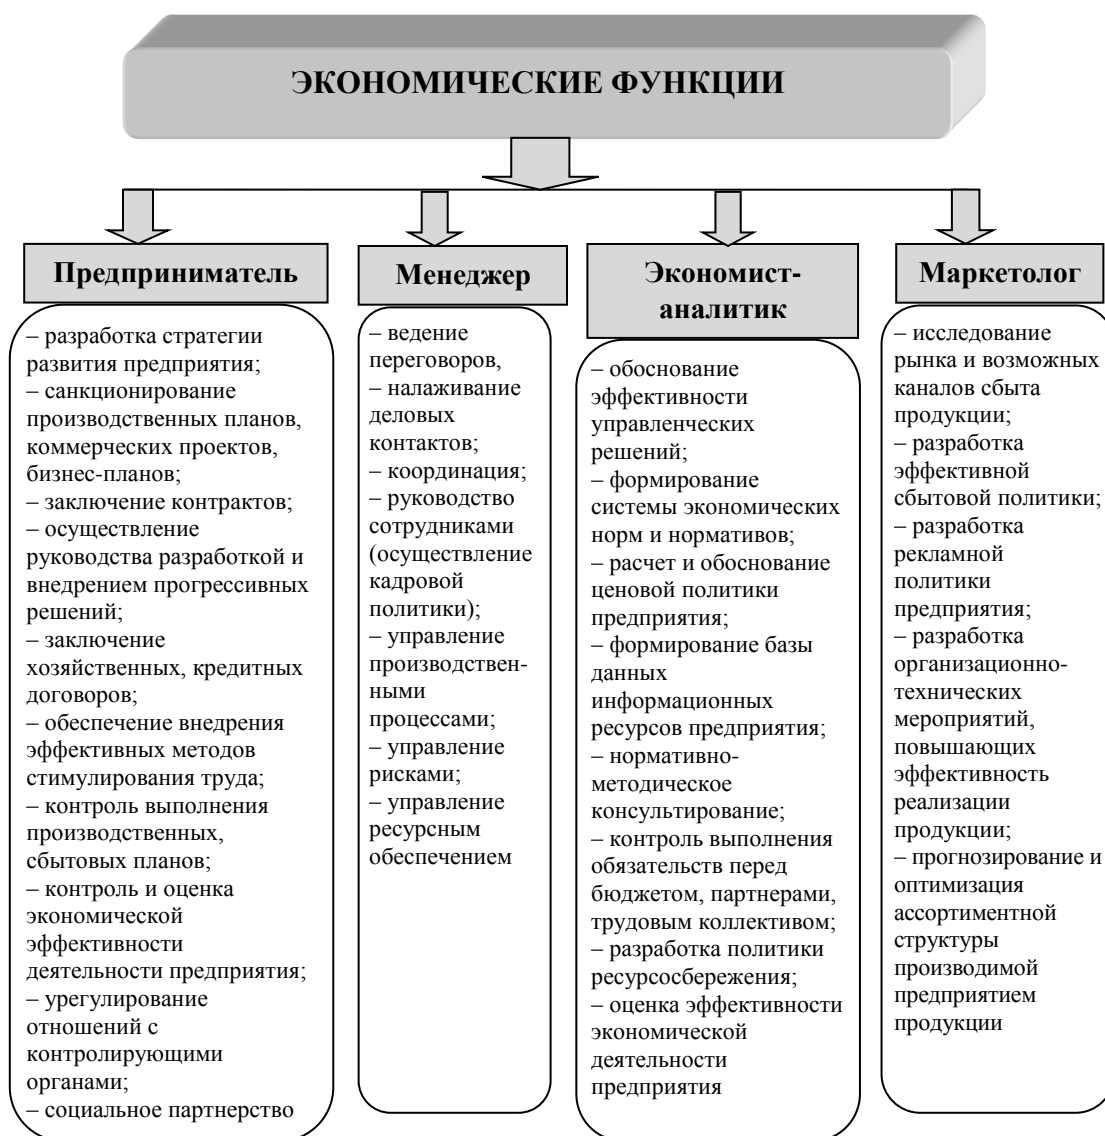 ЭКОНОМИЧЕСКИЕ ФУНКЦИИ
Предприниматель
– разработка стратегии
развития предприятия;
– санкционирование
производственных планов,
коммерческих проектов,
бизнес-планов;
– заключение контрактов;
– осуществление
руководства разработкой и
внедрением прогрессивных
решений;
– заключение
хозяйственных, кредитных
договоров;
– обеспечение внедрения
эффективных методов
стимулирования труда;
– контроль выполнения
производственных,
сбытовых планов;
– контроль и оценка
экономической
эффективности
деятельности предприятия;
– урегулирование
отношений с
контролирующими
органами;
– социальное партнерство
Менеджер
– ведение
переговоров,
– налаживание
деловых
контактов;
– координация;
– руководство
сотрудниками
(осуществление
кадровой
политики);
– управление
производствен-
ными
процессами;
– управление
рисками;
– управление
ресурсным
обеспечением
Экономист-
аналитик
– обоснование
эффективности
управленческих
решений;
– формирование
системы экономических
норм и нормативов;
– расчет и обоснование
ценовой политики
предприятия;
– формирование базы
данных
информационных
ресурсов предприятия;
– нормативно-
методическое
консультирование;
– контроль выполнения
обязательств перед
бюджетом, партнерами,
трудовым коллективом;
– разработка политики
ресурсосбережения;
– оценка эффективности
экономической
деятельности
предприятия
Маркетолог
– исследование
рынка и возможных
каналов сбыта
продукции;
– разработка
эффективной
сбытовой политики;
– разработка
рекламной
политики
предприятия;
– разработка
организационно-
технических
мероприятий,
повышающих
эффективность
реализации
продукции;
– прогнозирование и
оптимизация
ассортиментной
структуры
производимой
предприятием
продукции